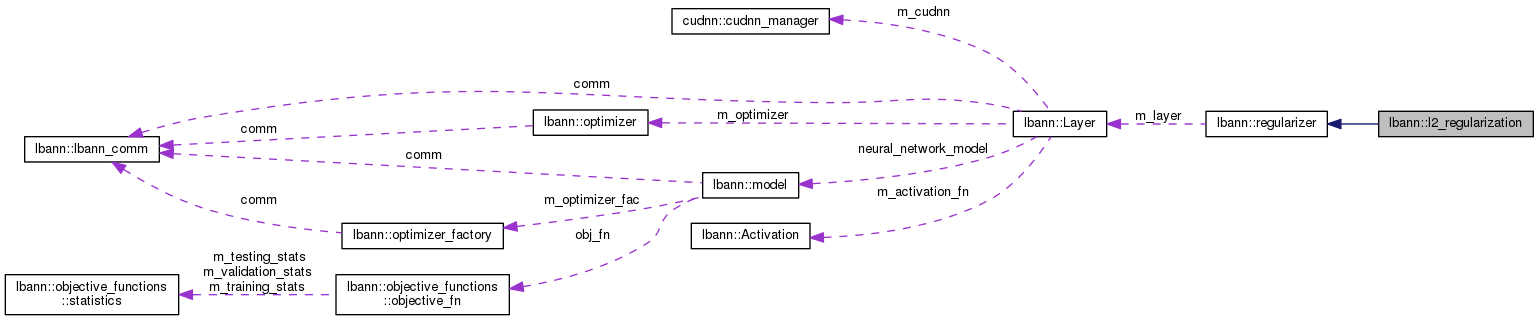 m_cudnn
cudnn::cudnn_manager
comm
lbann::optimizer
m_optimizer
lbann::Layer
m_layer
lbann::regularizer
lbann::l2_regularization
comm
lbann::lbann_comm
comm
neural_network_model
lbann::model
m_activation_fn
comm
m_optimizer_fac
lbann::optimizer_factory
obj_fn
lbann::Activation
m_testing_stats
m_validation_stats
m_training_stats
lbann::objective_functions
::statistics
lbann::objective_functions
::objective_fn